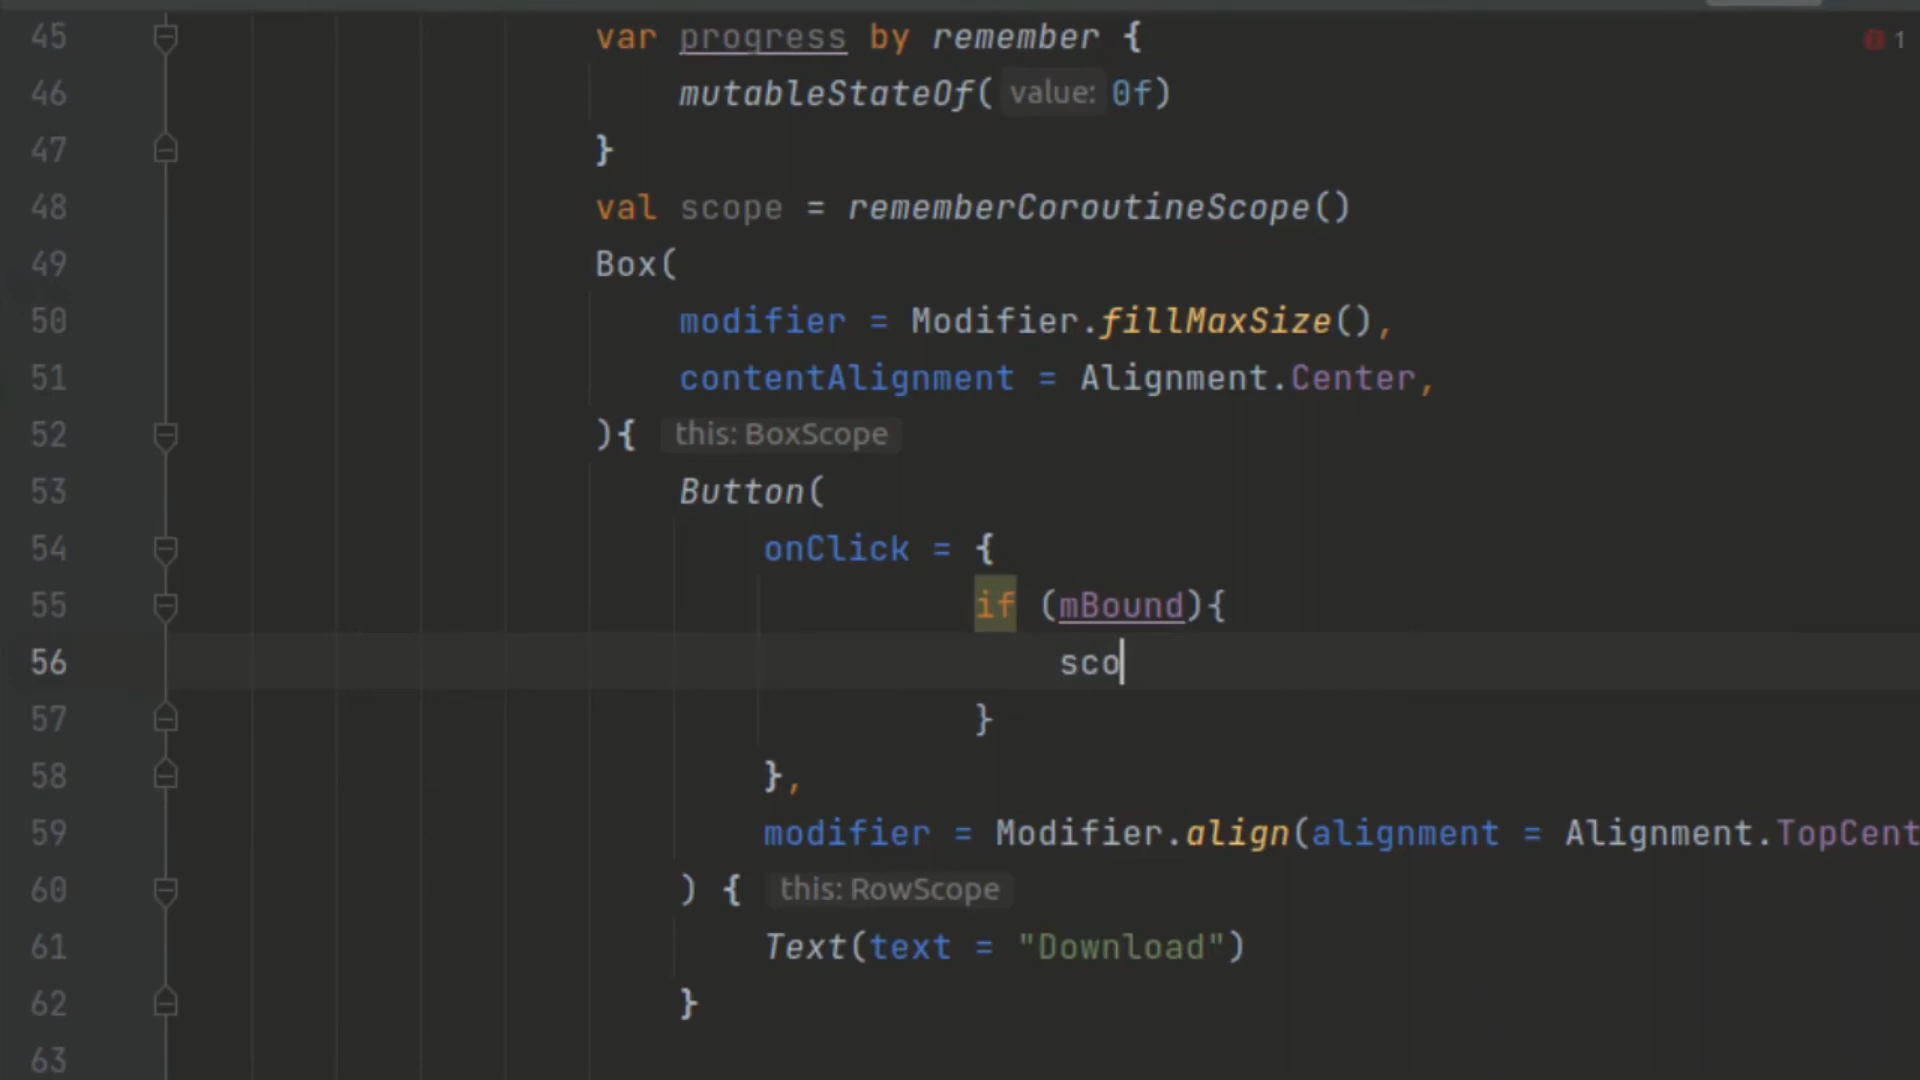 45 var progress by remember {
1
46 mutableStateOf( value: 0f)
47 }
48 val scope = rememberCoroutineScope()
49 Box(
50 modifier = Modifier.fillMaxSize(),
51 contentAlignment = Alignment.Center,
52 ){ this: BoxScope
53 Button(
54 onClick = {
55 if (mBound){
56 sco
57 }
58 },
59 modifier = Modifier.align(alignment = Alignment.TopCent
60 ) { this: RowScope
61 Text(text = "Download")
62 }
63